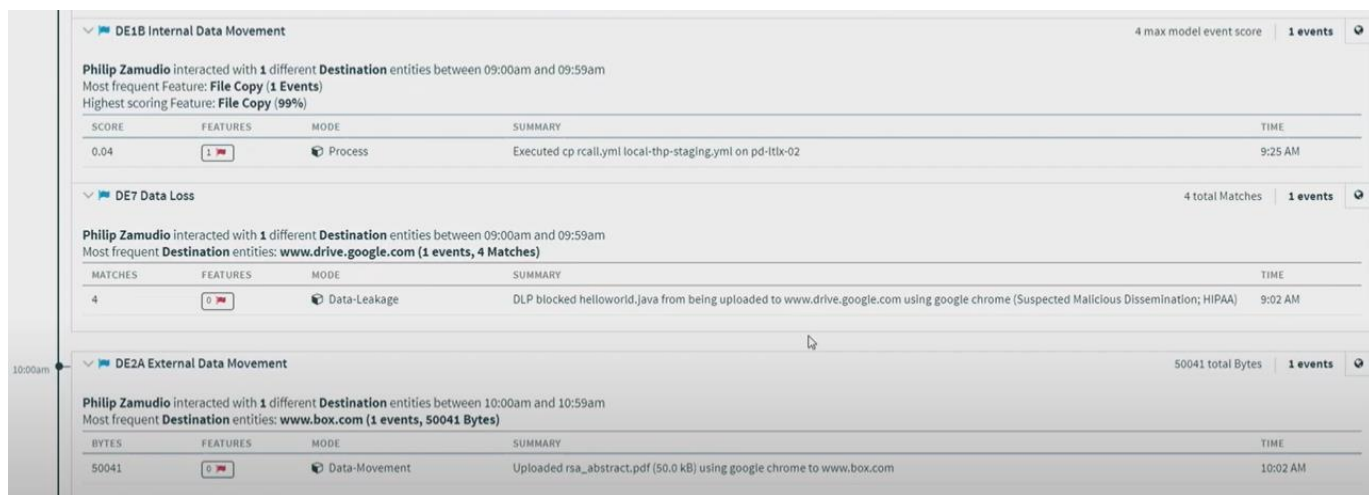 DE1B Internal Data Movement 4 max model event score 1 events
Philip Zamudio interacted with 1 different Destination entities between 09:00am and 09:59am
Most frequent Feature: File Copy (1 Events)
Highest scoring Feature: File Copy (99%)
SCORE FEATURES MODE SUMMARY TIME
0.04 1 Process Executed cp rcall.yml local-thp-staging.yml on pd-ltlx-02 9:25 AM
DE7 Data Loss 4 total Matches 1 events
Philip Zamudio interacted with 1 different Destination entities between 09:00am and 09:59am
Most frequent Destination entities: www.drive.google.com (1 events, 4 Matches)
MATCHES FEATURES MODE SUMMARY TIME
4 0 Data-Leakage DLP blocked helloworld.java from being uploaded to www.drive.google.com using google chrome (Suspected Malicious Dissemination; HIPAA) 9:02 AM
10:00am DE2A External Data Movement 50041 total Bytes 1 events
Philip Zamudio interacted with 1 different Destination entities between 10:00am and 10:59am
Most frequent Destination entities: www.box.com (1 events, 50041 Bytes)
BYTES FEATURES MODE SUMMARY TIME
50041 0 Data-Movement Uploaded rsa_abstract.pdf (50.0 kB) using google chrome to www.box.com 10:02 AM